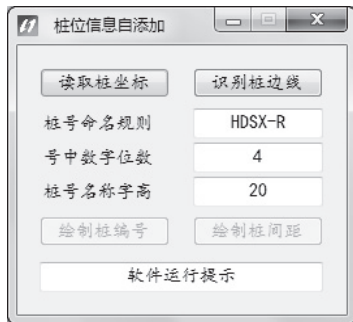 桩位信息自添加
读取桩坐标 识别桩边线
桩号命名规则 HDSX-R
号中数字位数 4
桩号名称字高 20
绘制桩编号 绘制桩间距
软件运行提示